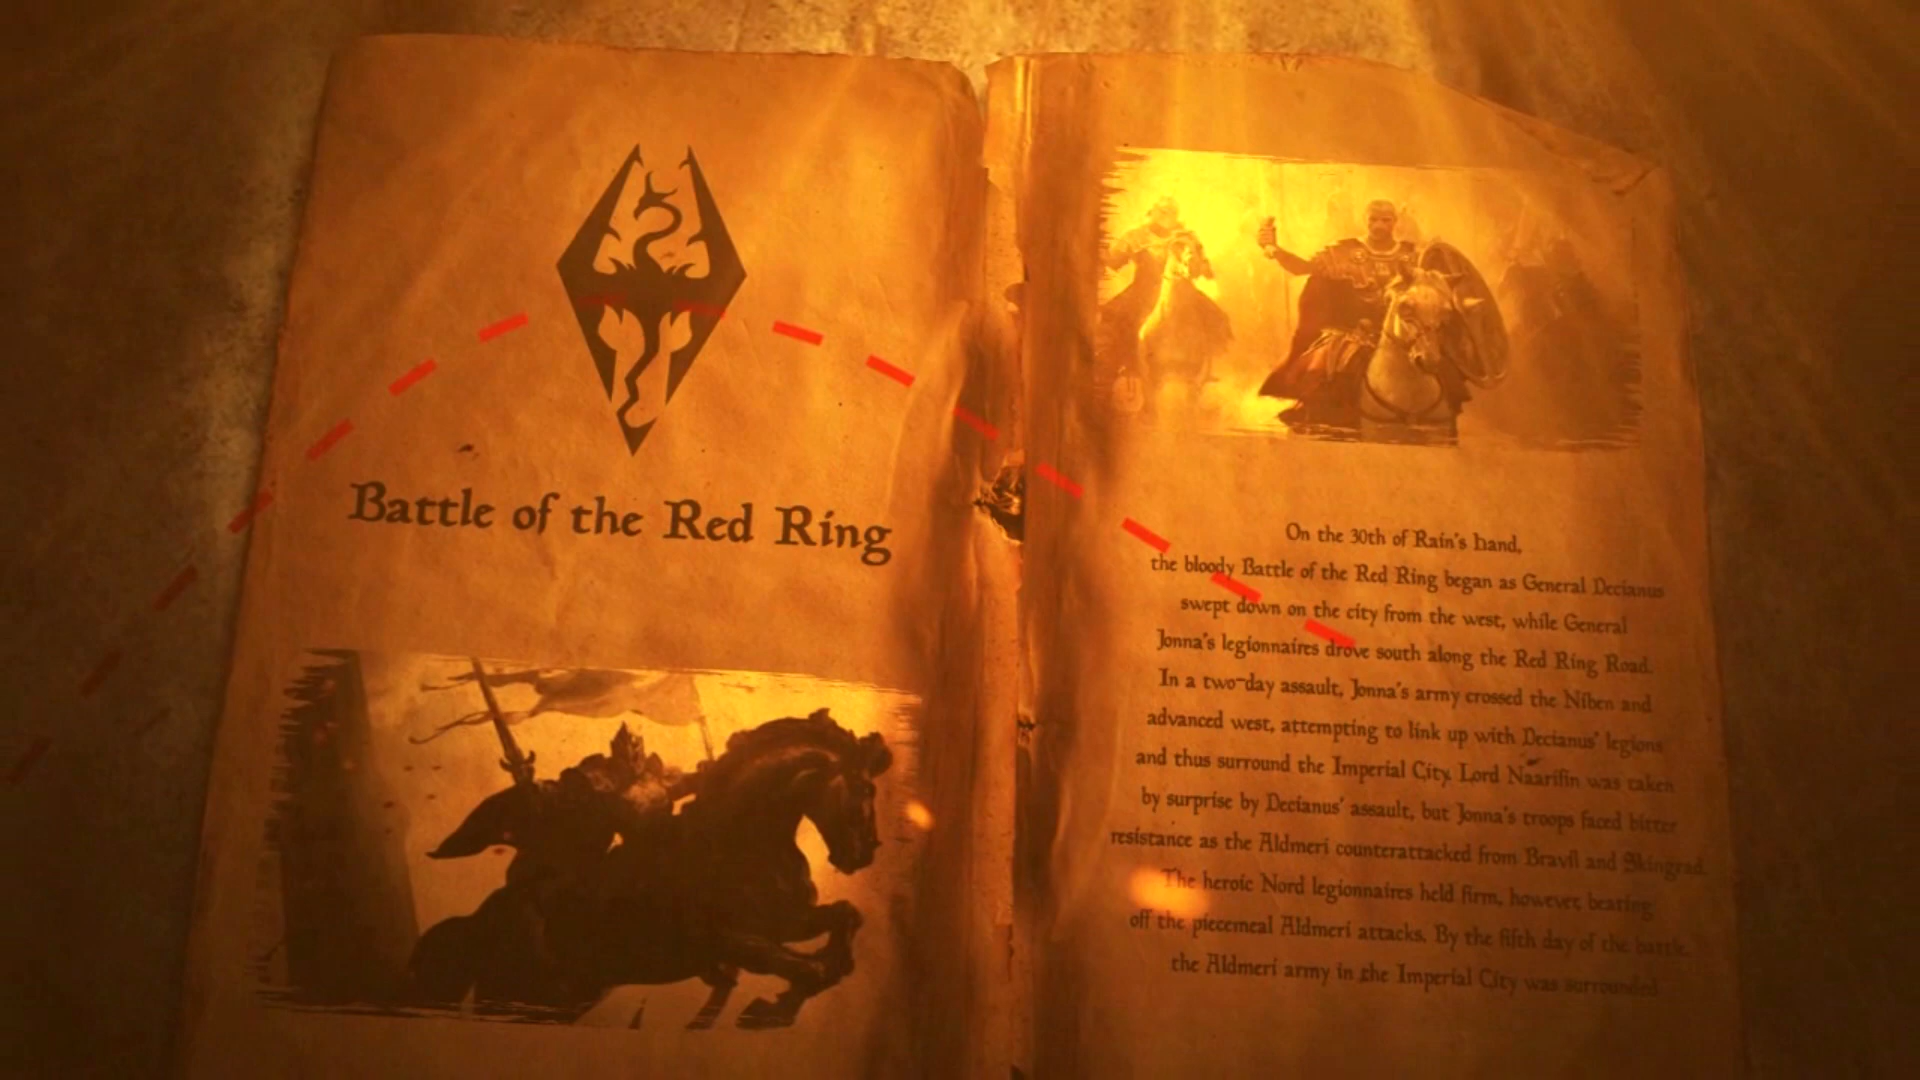 Battle of the Red Ring
On the 30th of Rain's hand,
the bloody Battle of the Red Ring began as General Decianus
swept down on the city from the west, while General
Jonna's legionnaires drove south along the Red Ring Road.
In a two-day assault, Jonna's army crossed the Niben and
advanced west, attempting to link up with Decianus' legions
and thus surround the Imperial City. Lord Naarifin was taken
by surprise by Decianus' assault, but Jonna's troops faced bitter
resistance as the Aldmeri counterattacked from Bravil and Skingrad.
The heroic Nord legionnaires held firm, however, beating
off the piecemeal Aldmeri attacks. By the fifth day of the battle,
the Aldmeri army in the Imperial City was surrounded